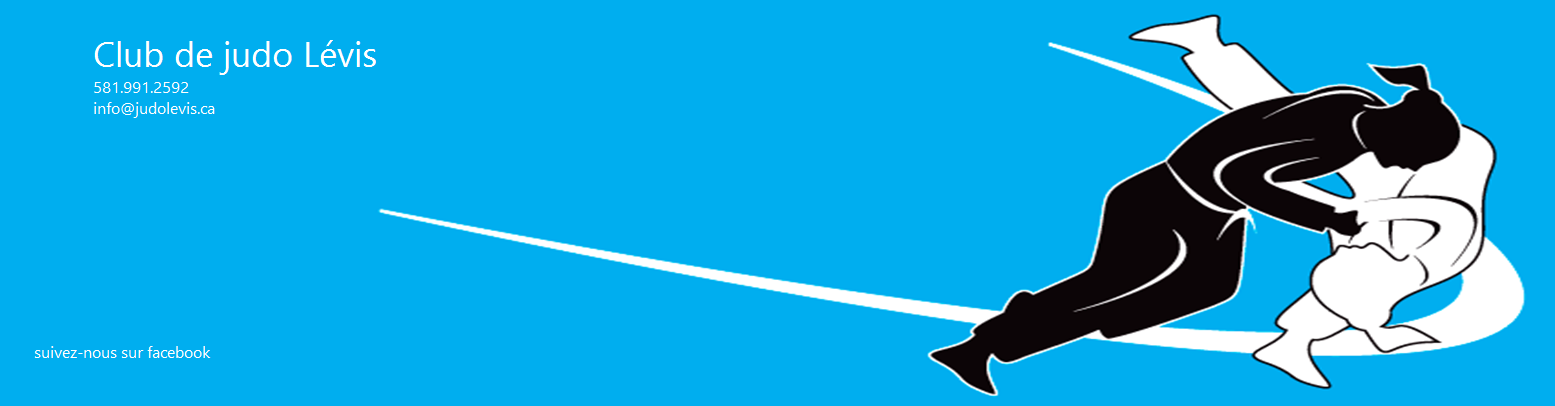 Club de judo Lévis
581.991.2592
info@judolevis.ca
suivez-nous sur facebook